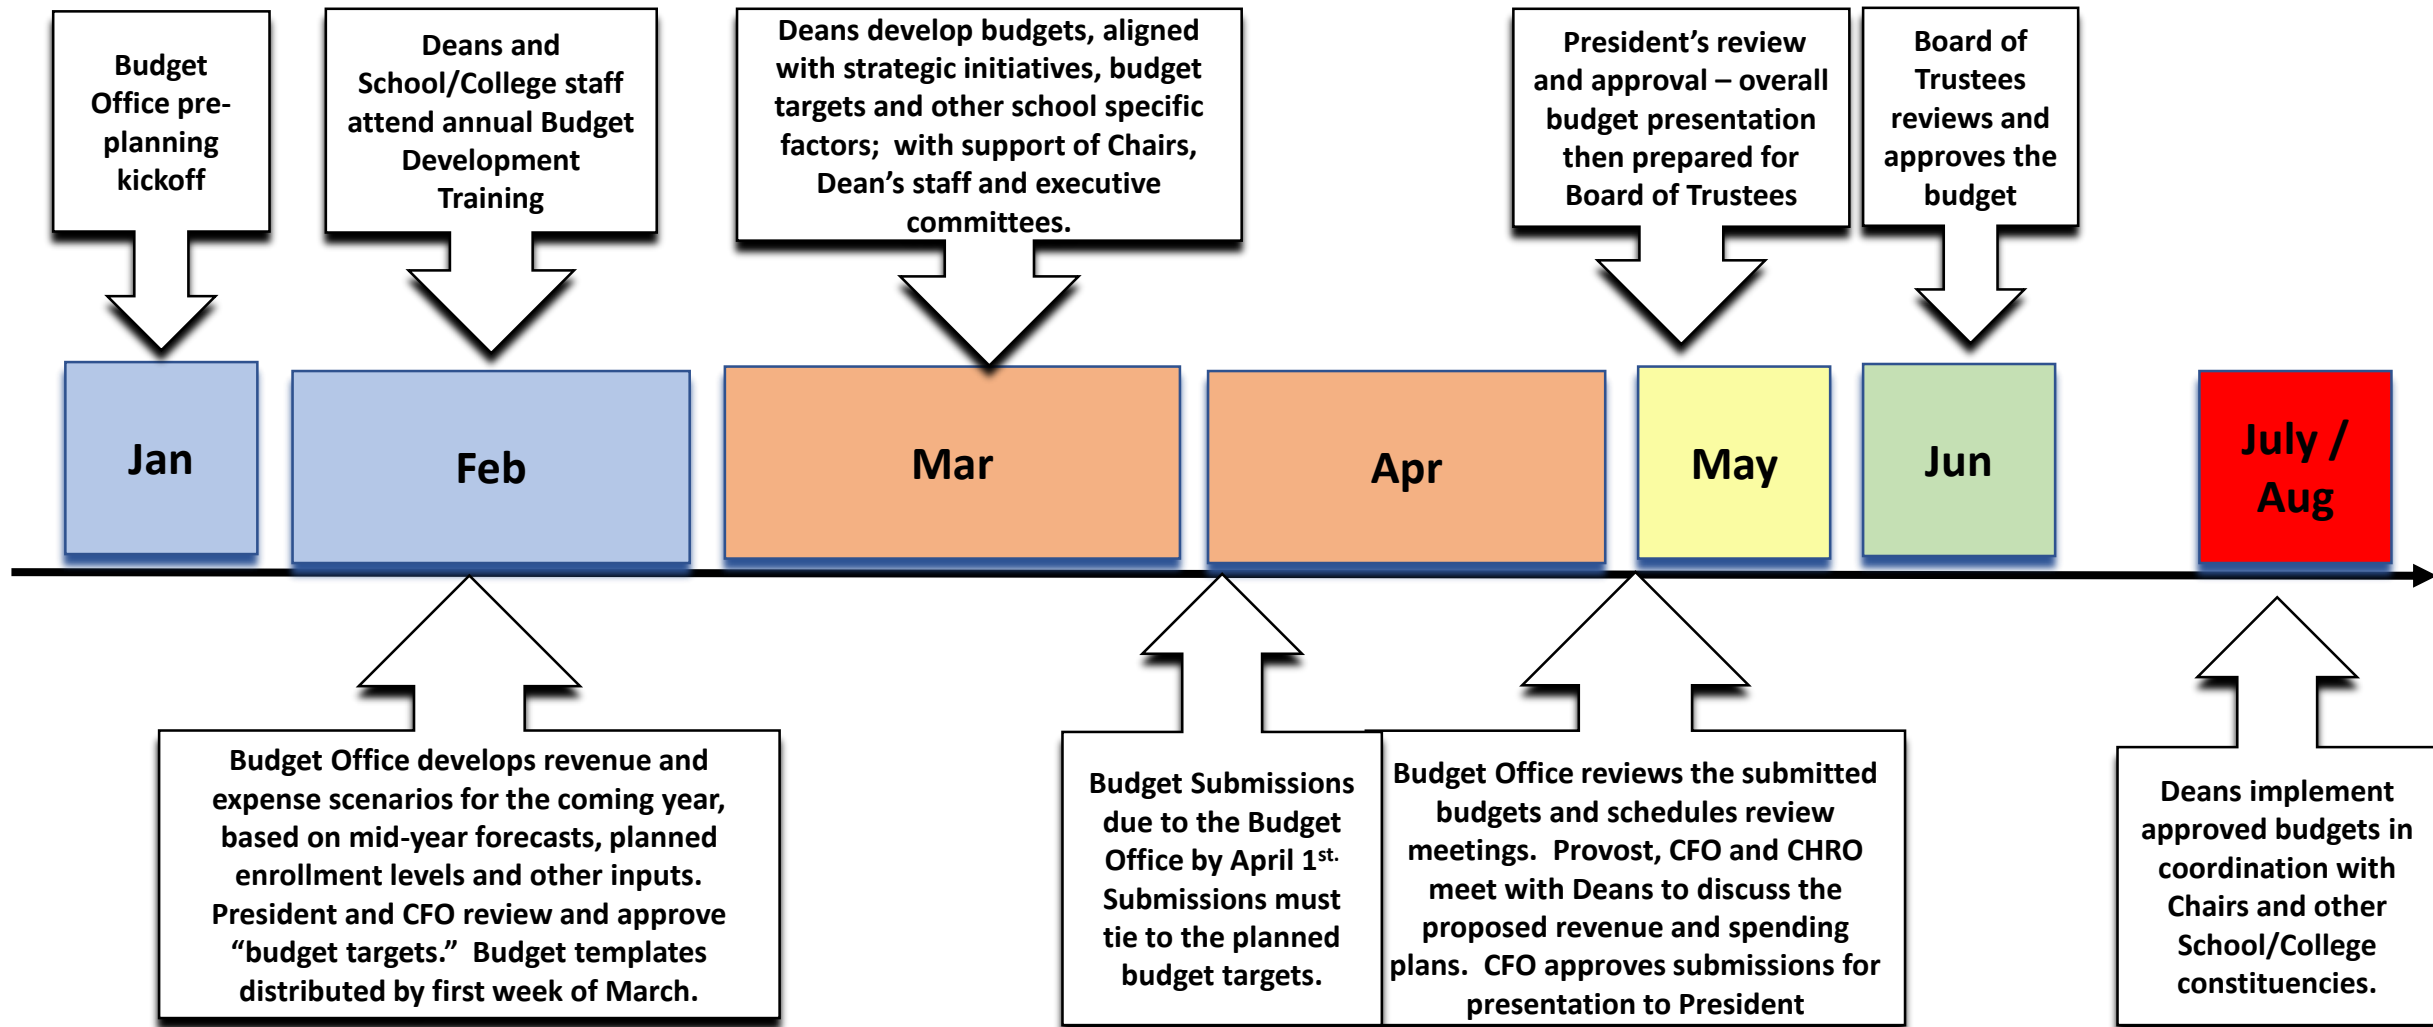 Budget
Office pre-
planning
kickoff
Deans and
School/College staff
attend annual Budget
Development
Training
Deans develop budgets, aligned
with strategic initiatives, budget
targets and other school specific
factors;  with support of Chairs,
Dean’s staff and executive
committees.
President’s review
and approval – overall
budget presentation
then prepared for
Board of Trustees
Board of
Trustees
reviews and
approves the
budget
Jan
Feb
Mar
Apr
May
Jun
July /
Aug
Budget Office develops revenue and
expense scenarios for the coming year,
based on mid-year forecasts, planned
enrollment levels and other inputs.
President and CFO review and approve
“budget targets.”  Budget templates
distributed by first week of March.
Budget Submissions
due to the Budget
Office by April 1st.
Submissions must
tie to the planned
budget targets.
Budget Office reviews the submitted
budgets and schedules review
meetings.  Provost, CFO and CHRO
meet with Deans to discuss the
proposed revenue and spending
plans.  CFO approves submissions for
presentation to President
Deans implement
approved budgets in
coordination with
Chairs and other
School/College
constituencies.